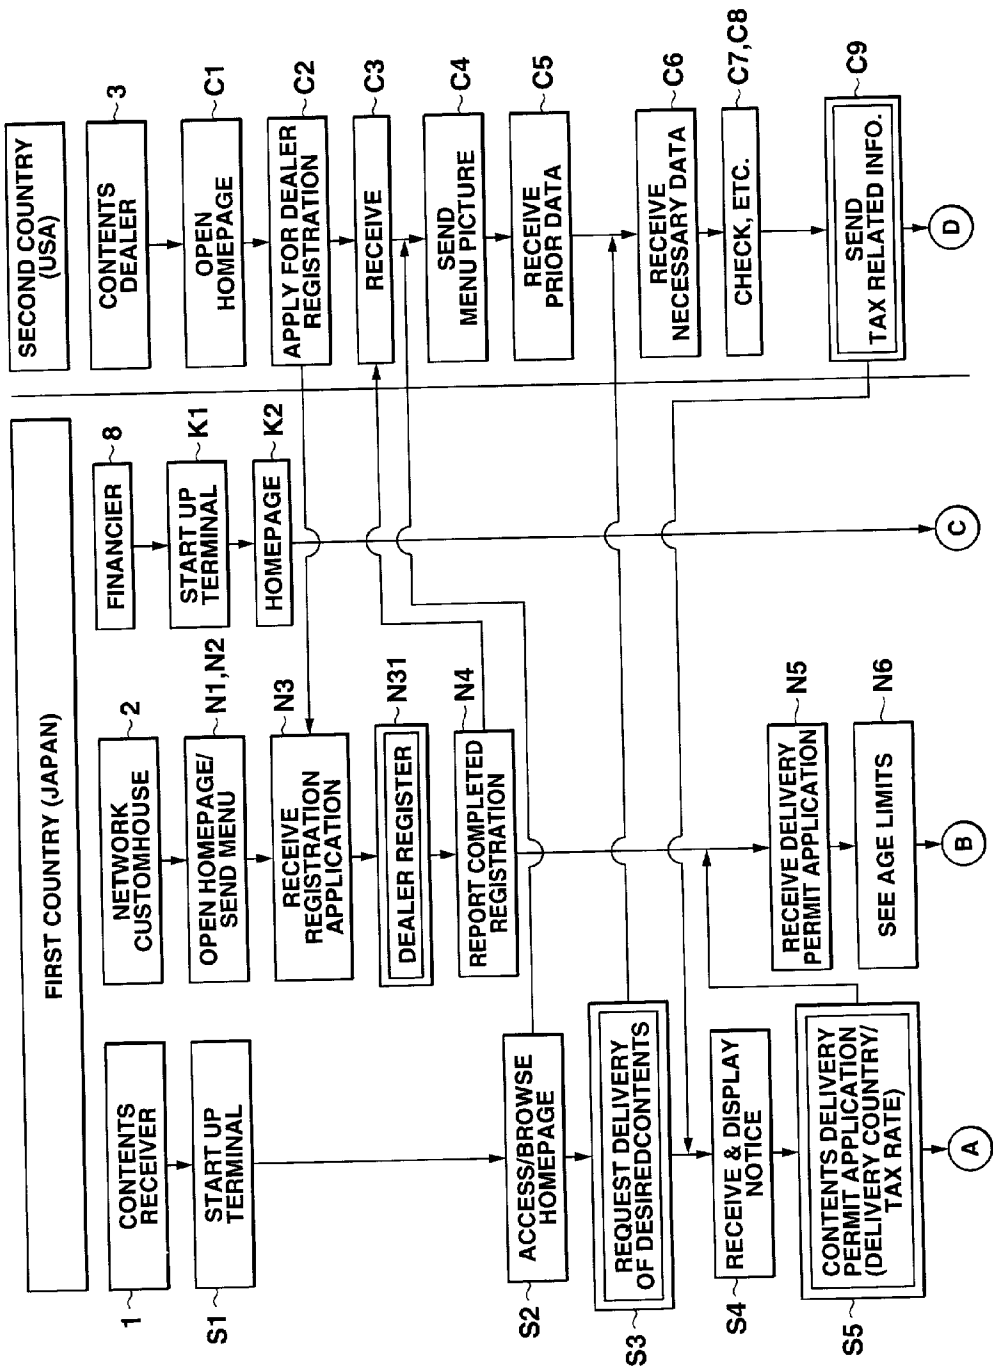 FIRST COUNTRY (JAPAN)
SECOND COUNTRY
(USA)
CONTENTS
RECEIVER
1
START UP
TERMINAL
S1
ACCESS/BROWSE
HOMEPAGE
S2
REQUEST DELIVERY
OF DESIREDCONTENTS
S3
RECEIVE & DISPLAY
NOTICE
S4
CONTENTS DELIVERY
PERMIT APPLICATION
(DELIVERY COUNTRY/
TAX RATE)
S5
A
NETWORK
CUSTOMHOUSE
2
OPEN HOMEPAGE/
SEND MENU
N1,N2
RECEIVE
REGISTRATION
APPLICATION
N3
DEALER REGISTER
N31
REPORT COMPLETED
REGISTRATION
N4
RECEIVE DELIVERY
PERMIT APPLICATION
N5
SEE AGE LIMITS
N6
B
FINANCIER
8
START UP
TERMINAL
K1
HOMEPAGE
K2
C
CONTENTS
DEALER
3
OPEN
HOMEPAGE
C1
APPLY FOR DEALER
REGISTRATION
C2
RECEIVE
C3
SEND
MENU PICTURE
C4
RECEIVE
PRIOR DATA
C5
RECEIVE
NECESSARY DATA
C6
CHECK, ETC.
C7,C8
SEND
TAX RELATED INFO.
C9
D